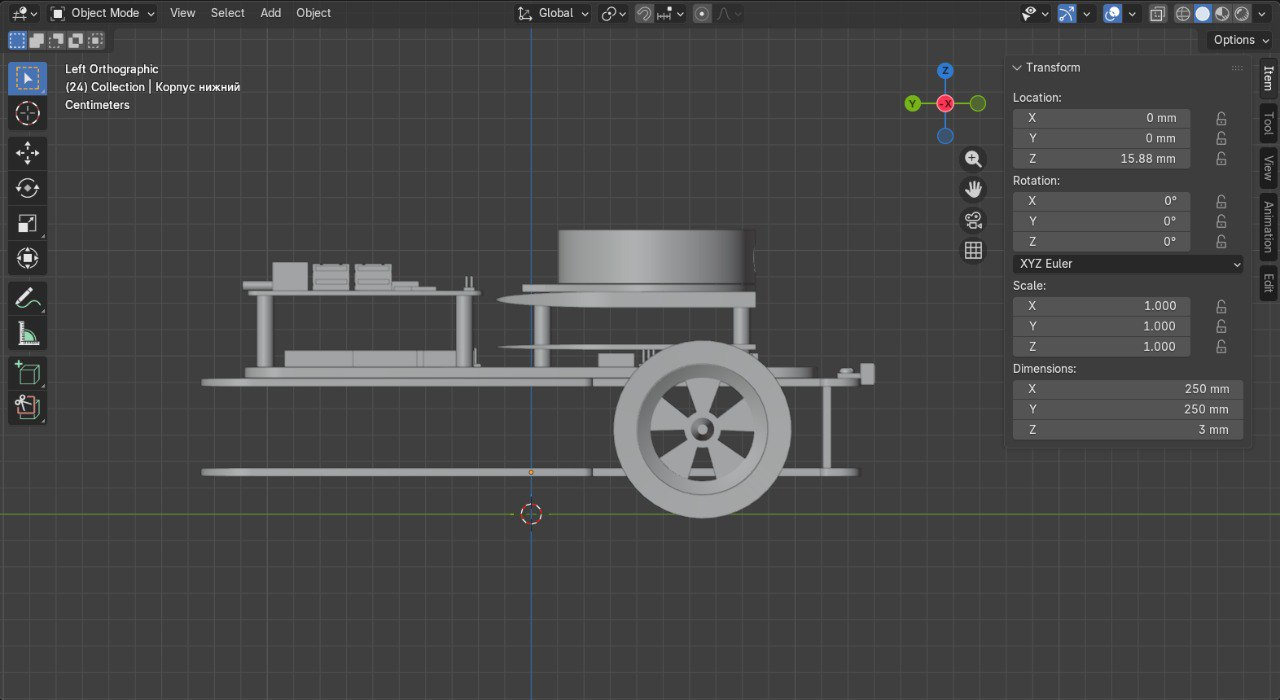 Object Mode View Select Add Object Global
Options
Left Orthographic
(24) Collection | Корпус нижний
Centimeters
Z
Y
-X
Transform
Location:
X 0 mm
Y 0 mm
Z 15.88 mm
Rotation:
X 0°
Y 0°
Z 0°
XYZ Euler
Scale:
X 1.000
Y 1.000
Z 1.000
Dimensions:
X 250 mm
Y 250 mm
Z 3 mm
Item
Tool
View
Animation
Edit